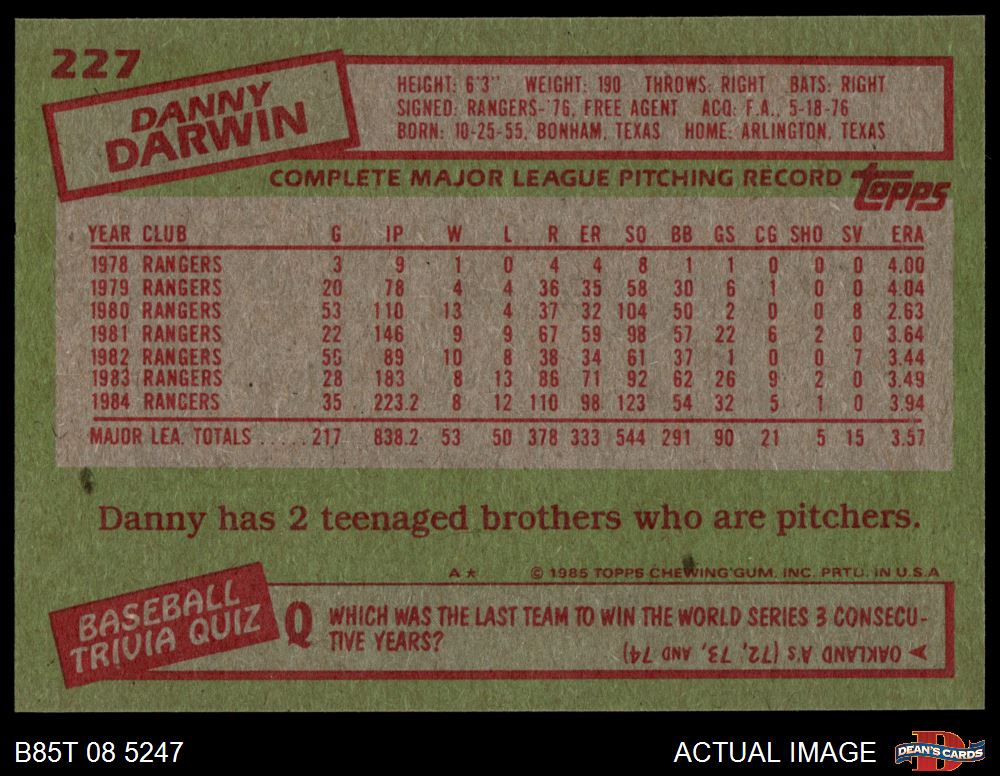 227
DANNY
DARWIN
HEIGHT: 6'3" WEIGHT: 190 THROWS: RIGHT BATS: RIGHT
SIGNED: RANGERS-'76, FREE AGENT ACQ: F.A., 5-18-76
BORN: 10-25-55, BONHAM, TEXAS HOME: ARLINGTON, TEXAS
COMPLETE MAJOR LEAGUE PITCHING RECORD topps
YEAR CLUB G IP W L R ER SO BB GS CG SHO SV ERA
1978 RANGERS 3 9 1 0 4 4 8 1 1 0 0 0 4.00
1979 RANGERS 20 78 4 4 36 35 58 30 6 1 0 0 4.04
1980 RANGERS 53 110 13 4 37 32 104 50 2 0 0 8 2.63
1981 RANGERS 22 146 9 9 67 59 98 57 22 6 2 0 3.64
1982 RANGERS 56 89 10 8 38 34 61 37 1 0 0 7 3.44
1983 RANGERS 28 183 8 13 86 71 92 62 26 9 2 0 3.49
1984 RANGERS 35 223.2 8 12 110 98 123 54 32 5 1 0 3.94
MAJOR LEA. TOTALS ..... 217 838.2 53 50 378 333 544 291 90 21 5 15 3.57
Danny has 2 teenaged brothers who are pitchers.
A* © 1985 TOPPS CHEWING GUM, INC. PRTD. IN U.S.A
BASEBALL
TRIVIA QUIZ
Q WHICH WAS THE LAST TEAM TO WIN THE WORLD SERIES 3 CONSECU-
TIVE YEARS?
➤ OAKLAND A's (72, 73, AND 74)
B85T 08 5247 ACTUAL IMAGE DEAN'S CARDS